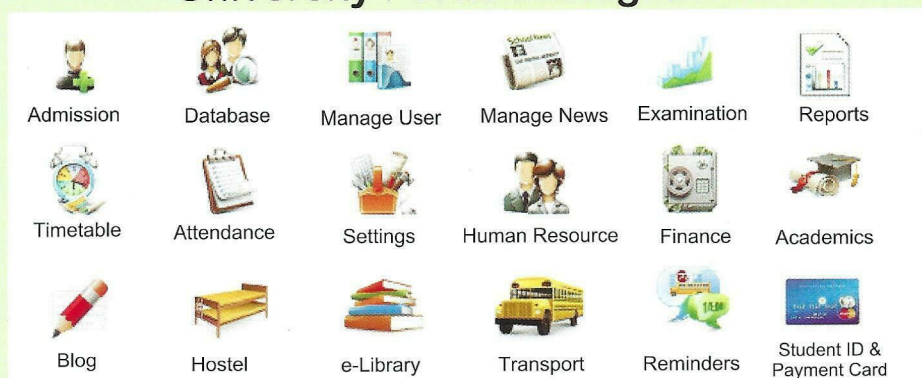 Admission Database Manage User Manage News Examination Reports
Timetable Attendance Settings Human Resource Finance Academics
Blog Hostel e-Library Transport Reminders Student ID &
Payment Card